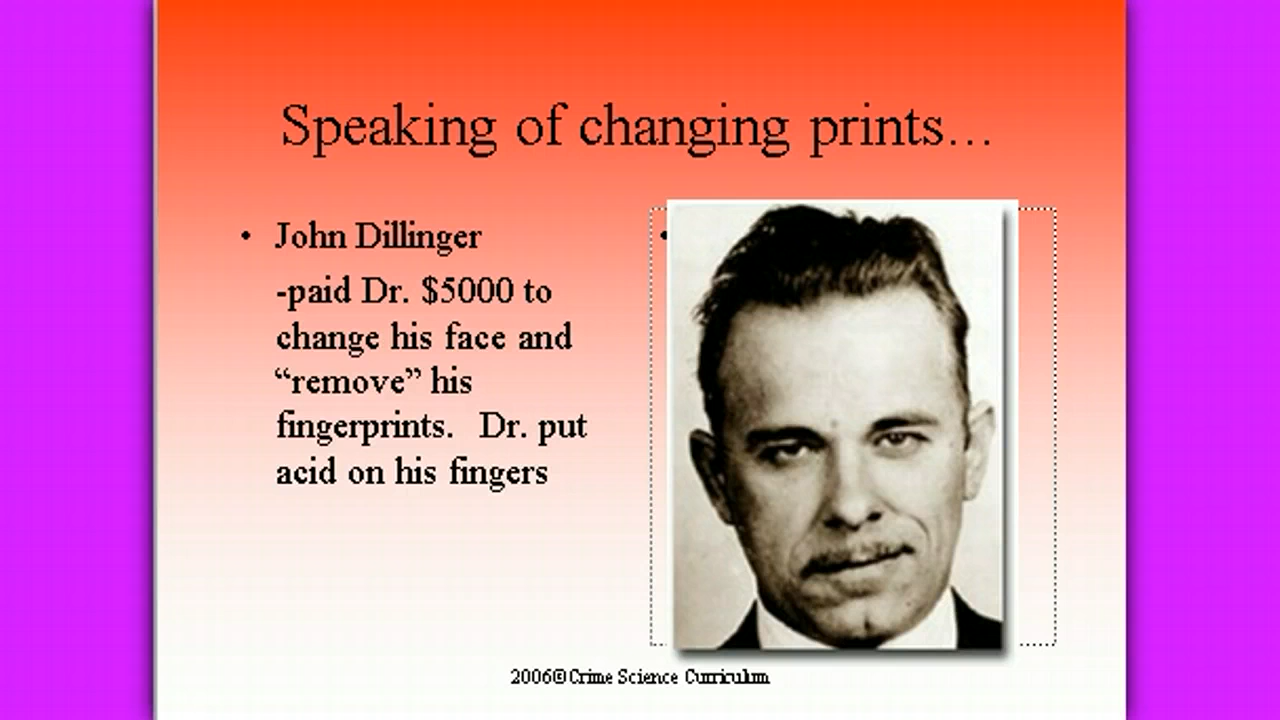 Speaking of changing prints...
• John Dillinger
-paid Dr. $5000 to
change his face and
“remove” his
fingerprints. Dr. put
acid on his fingers
•
2006©Crime Science Curriculum